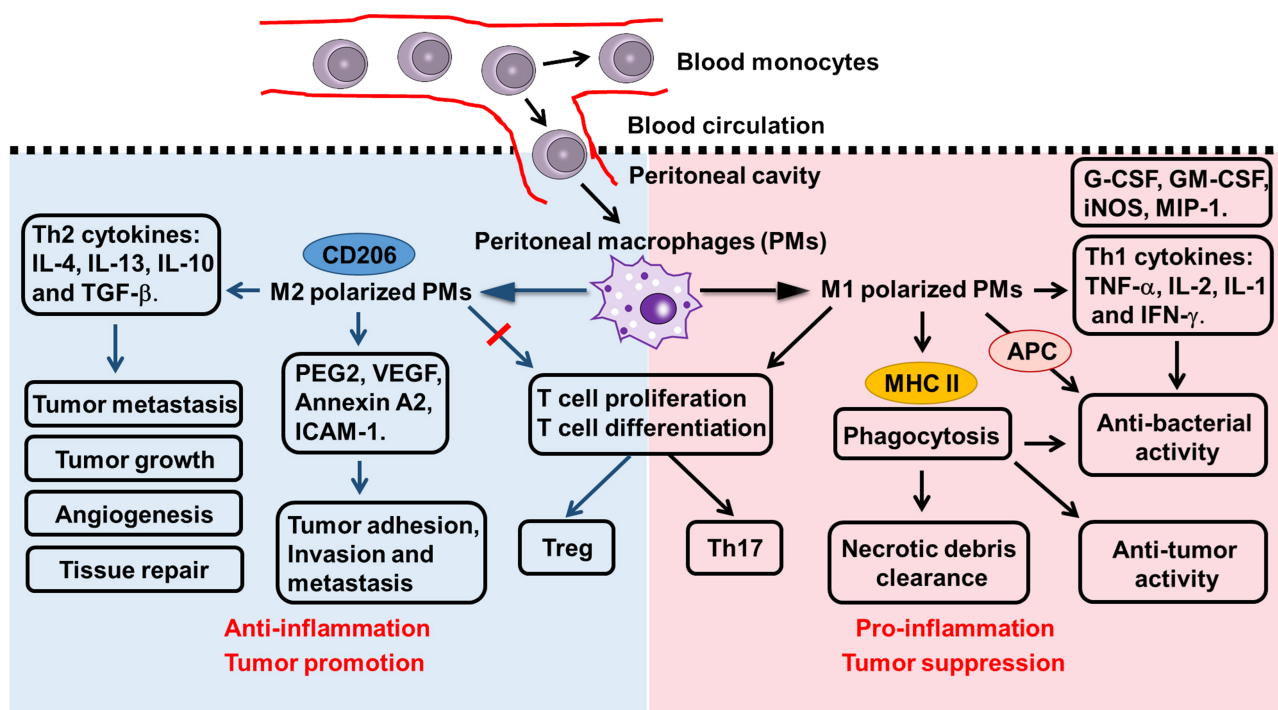 Blood monocytes
Blood circulation
Peritoneal cavity
Peritoneal macrophages (PMs)
CD206
M2 polarized PMs
Th2 cytokines:
IL-4, IL-13, IL-10
and TGF-β.
Tumor metastasis
Tumor growth
Angiogenesis
Tissue repair
PEG2, VEGF,
Annexin A2,
ICAM-1.
Tumor adhesion,
Invasion and
metastasis
T cell proliferation
T cell differentiation
Treg
Th17
M1 polarized PMs
G-CSF, GM-CSF,
iNOS, MIP-1.
Th1 cytokines:
TNF-α, IL-2, IL-1
and IFN-γ.
APC
MHC II
Phagocytosis
Anti-bacterial
activity
Necrotic debris
clearance
Anti-tumor
activity
Anti-inflammation
Tumor promotion
Pro-inflammation
Tumor suppression